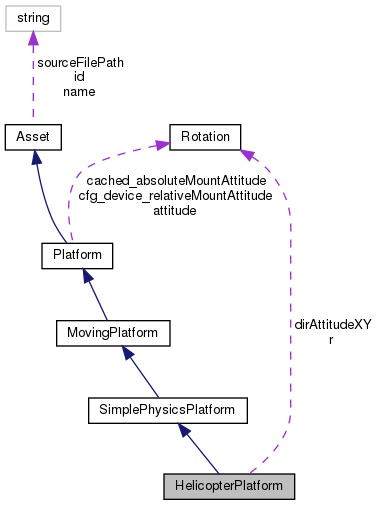 string
sourceFilePath
id
name
Asset
Rotation
cached_absoluteMountAttitude
cfg_device_relativeMountAttitude
attitude
Platform
MovingPlatform
dirAttitudeXY
r
SimplePhysicsPlatform
HelicopterPlatform